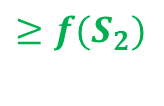 ≥ f(S₂)